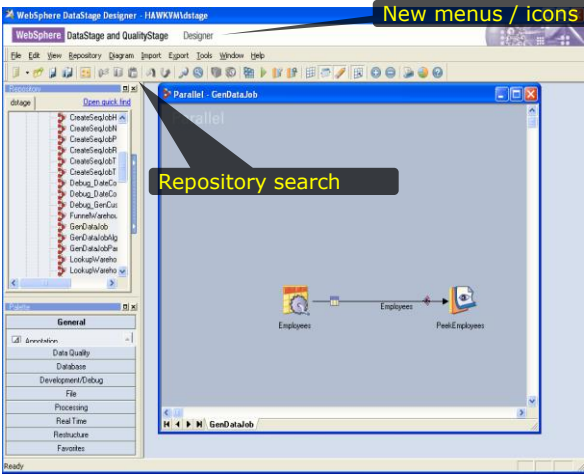 WebSphere DataStage Designer - HAWKVM\dstage
New menus / icons
WebSphere DataStage and QualityStage Designer
File Edit View Repository Diagram Import Export Tools Window Help
Repository
dstage Open quick find
Parallel - GenDataJob
Parallel
CreateSeqJobH
CreateSeqJobN
CreateSeqJobP
CreateSeqJobR
CreateSeqJobT
CreateSeqJobT
Debug_DateCo
Debug_DateCo
Debug_GenCus
FunnelWarehou
GenDataJob
GenDataJobAlg
GenDataJobPar
LookupWareho
LookupWareho
Repository search
Employees
Employees
PeekEmployees
Palette
General
Annotation
Data Quality
Database
Development/Debug
File
Processing
Real Time
Restructure
Favorites
GenDataJob
Ready